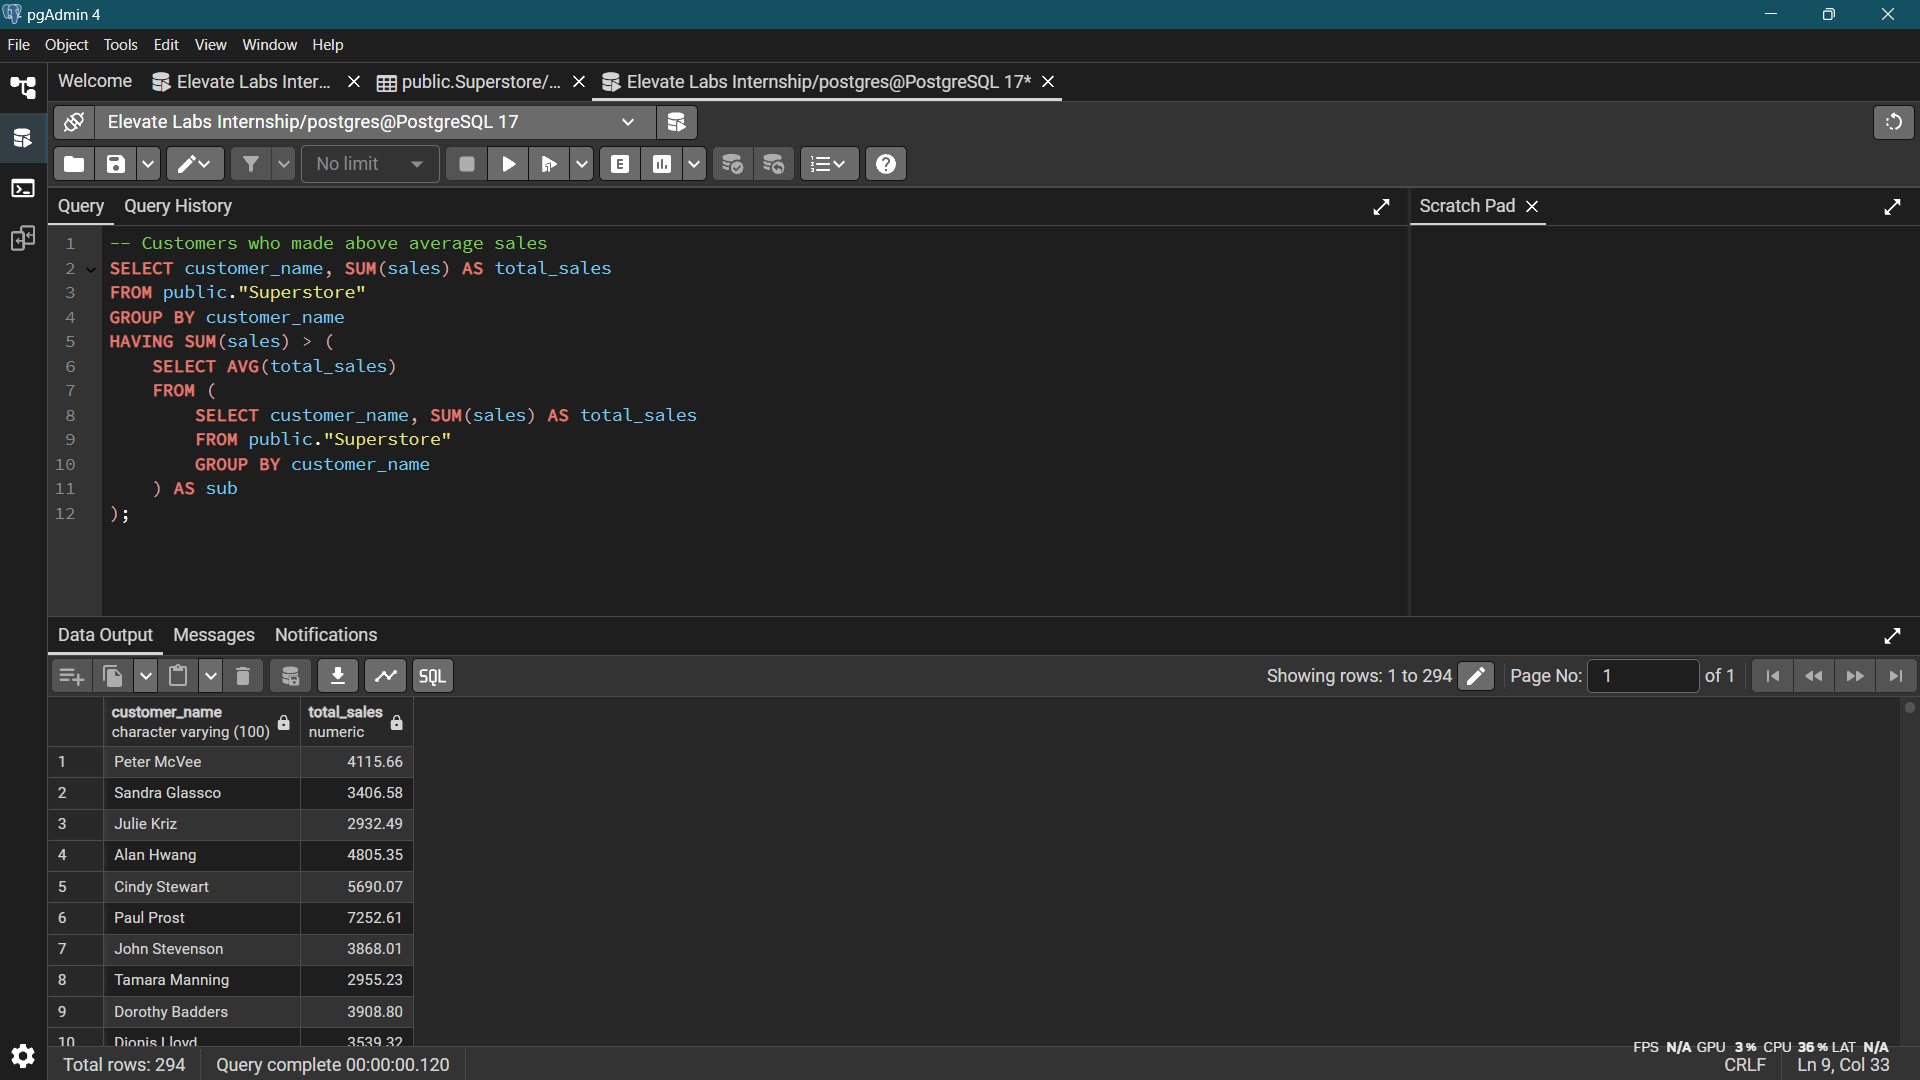 pgAdmin 4
File Object Tools Edit View Window Help
Welcome Elevate Labs Inter... public.Superstore/... Elevate Labs Internship/postgres@PostgreSQL 17*
Elevate Labs Internship/postgres@PostgreSQL 17
No limit E
Query Query History Scratch Pad
1 -- Customers who made above average sales
2 SELECT customer_name, SUM(sales) AS total_sales
3 FROM public."Superstore"
4 GROUP BY customer_name
5 HAVING SUM(sales) > (
6 SELECT AVG(total_sales)
7 FROM (
8 SELECT customer_name, SUM(sales) AS total_sales
9 FROM public."Superstore"
10 GROUP BY customer_name
11 ) AS sub
12 );
Data Output Messages Notifications
SQL Showing rows: 1 to 294 Page No: 1 of 1
customer_name total_sales
character varying (100) numeric
1 Peter McVee 4115.66
2 Sandra Glassco 3406.58
3 Julie Kriz 2932.49
4 Alan Hwang 4805.35
5 Cindy Stewart 5690.07
6 Paul Prost 7252.61
7 John Stevenson 3868.01
8 Tamara Manning 2955.23
9 Dorothy Badders 3908.80
10 Dionis Lloyd 3539.32
FPS N/A GPU 3% CPU 36% LAT N/A
Total rows: 294 Query complete 00:00:00.120 CRLF Ln 9, Col 33